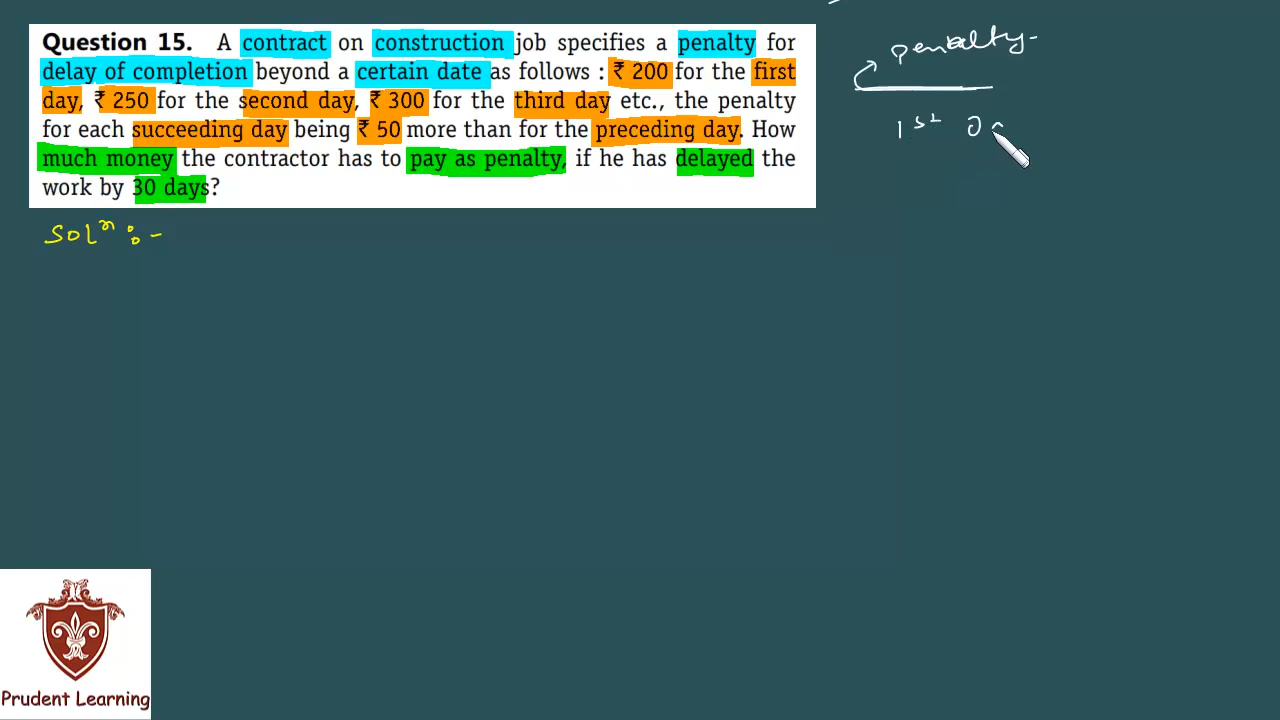 Question 15. A contract on construction job specifies a penalty for
delay of completion beyond a certain date as follows : ₹ 200 for the first
day, ₹ 250 for the second day, ₹ 300 for the third day etc., the penalty
for each succeeding day being ₹ 50 more than for the preceding day. How
much money the contractor has to pay as penalty, if he has delayed the
work by 30 days?
Solⁿ :-
penalty-
1st Da
Prudent Learning